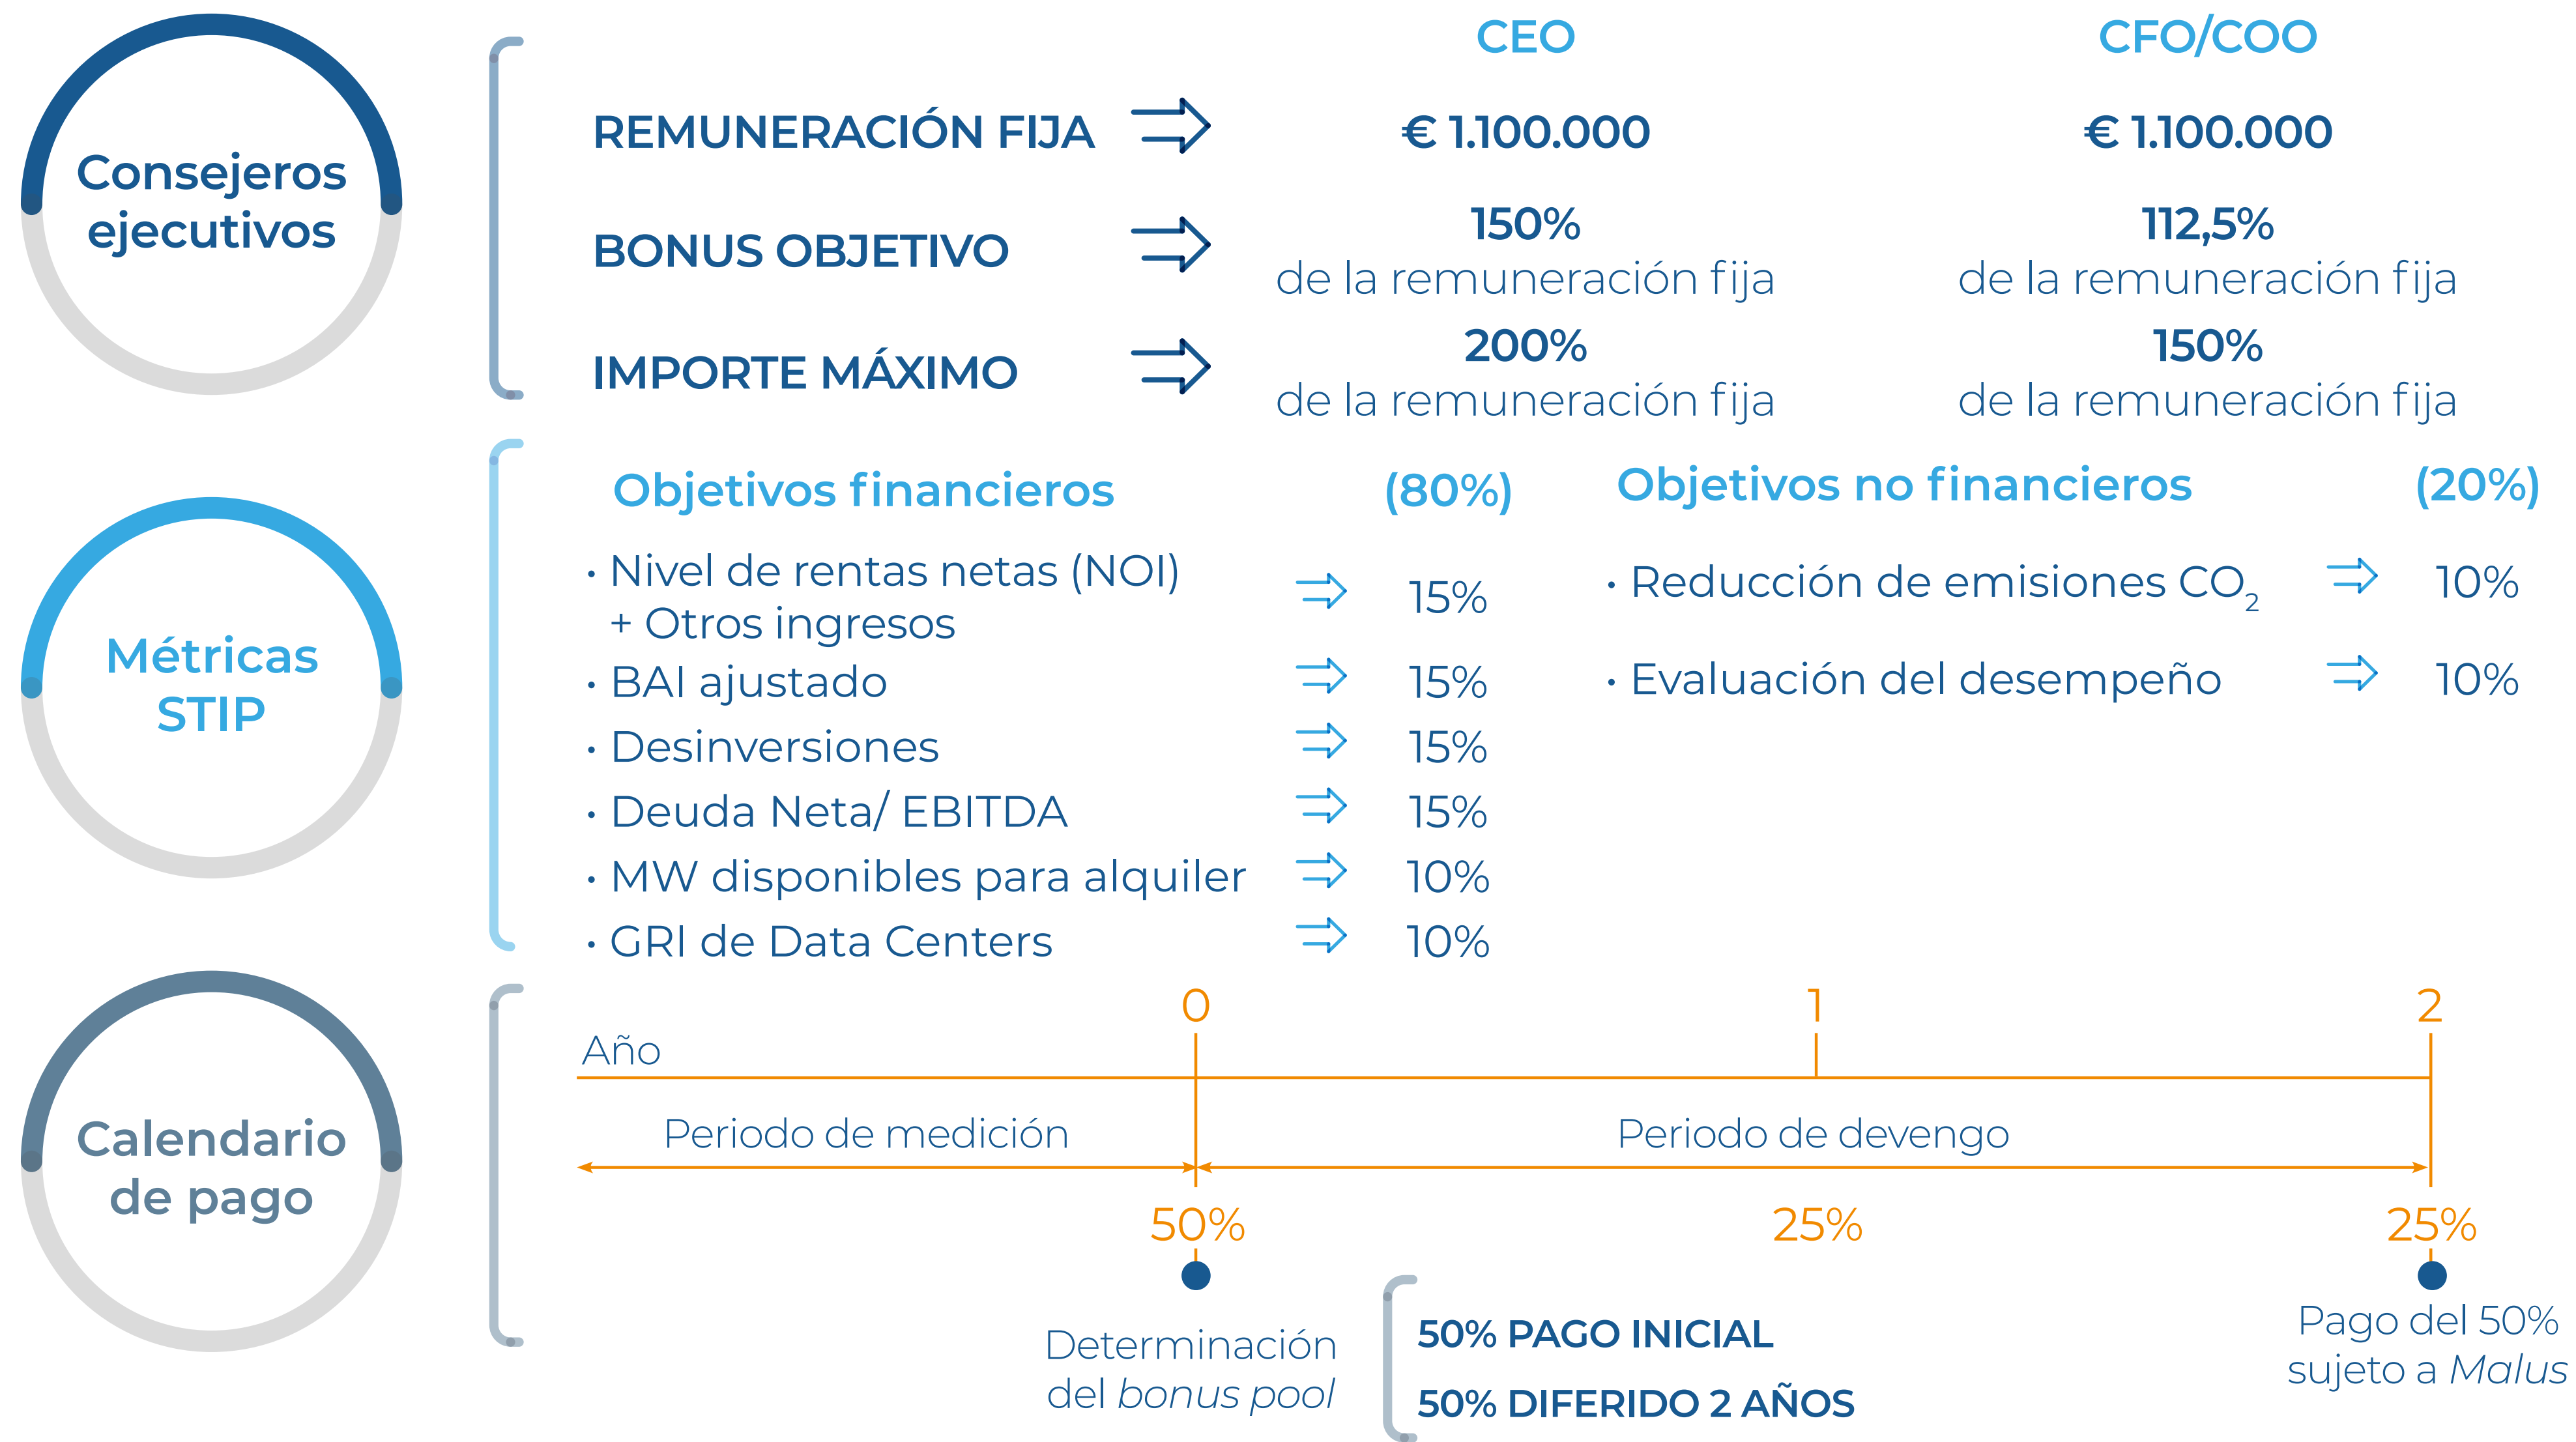 Consejeros
ejecutivos
CEO
CFO/COO
REMUNERACIÓN FIJA
€ 1.100.000
€ 1.100.000
BONUS OBJETIVO
150%
de la remuneración fija
112,5%
de la remuneración fija
IMPORTE MÁXIMO
200%
de la remuneración fija
150%
de la remuneración fija
Métricas
STIP
Objetivos financieros (80%)
· Nivel de rentas netas (NOI)
+ Otros ingresos
15%
· BAI ajustado 15%
· Desinversiones 15%
· Deuda Neta/ EBITDA 15%
· MW disponibles para alquiler 10%
· GRI de Data Centers 10%
Objetivos no financieros (20%)
· Reducción de emisiones CO₂ 10%
· Evaluación del desempeño 10%
Calendario
de pago
Año
0
1
2
Periodo de medición
Periodo de devengo
50%
25%
25%
Determinación
del bonus pool
50% PAGO INICIAL
50% DIFERIDO 2 AÑOS
Pago del 50%
sujeto a Malus